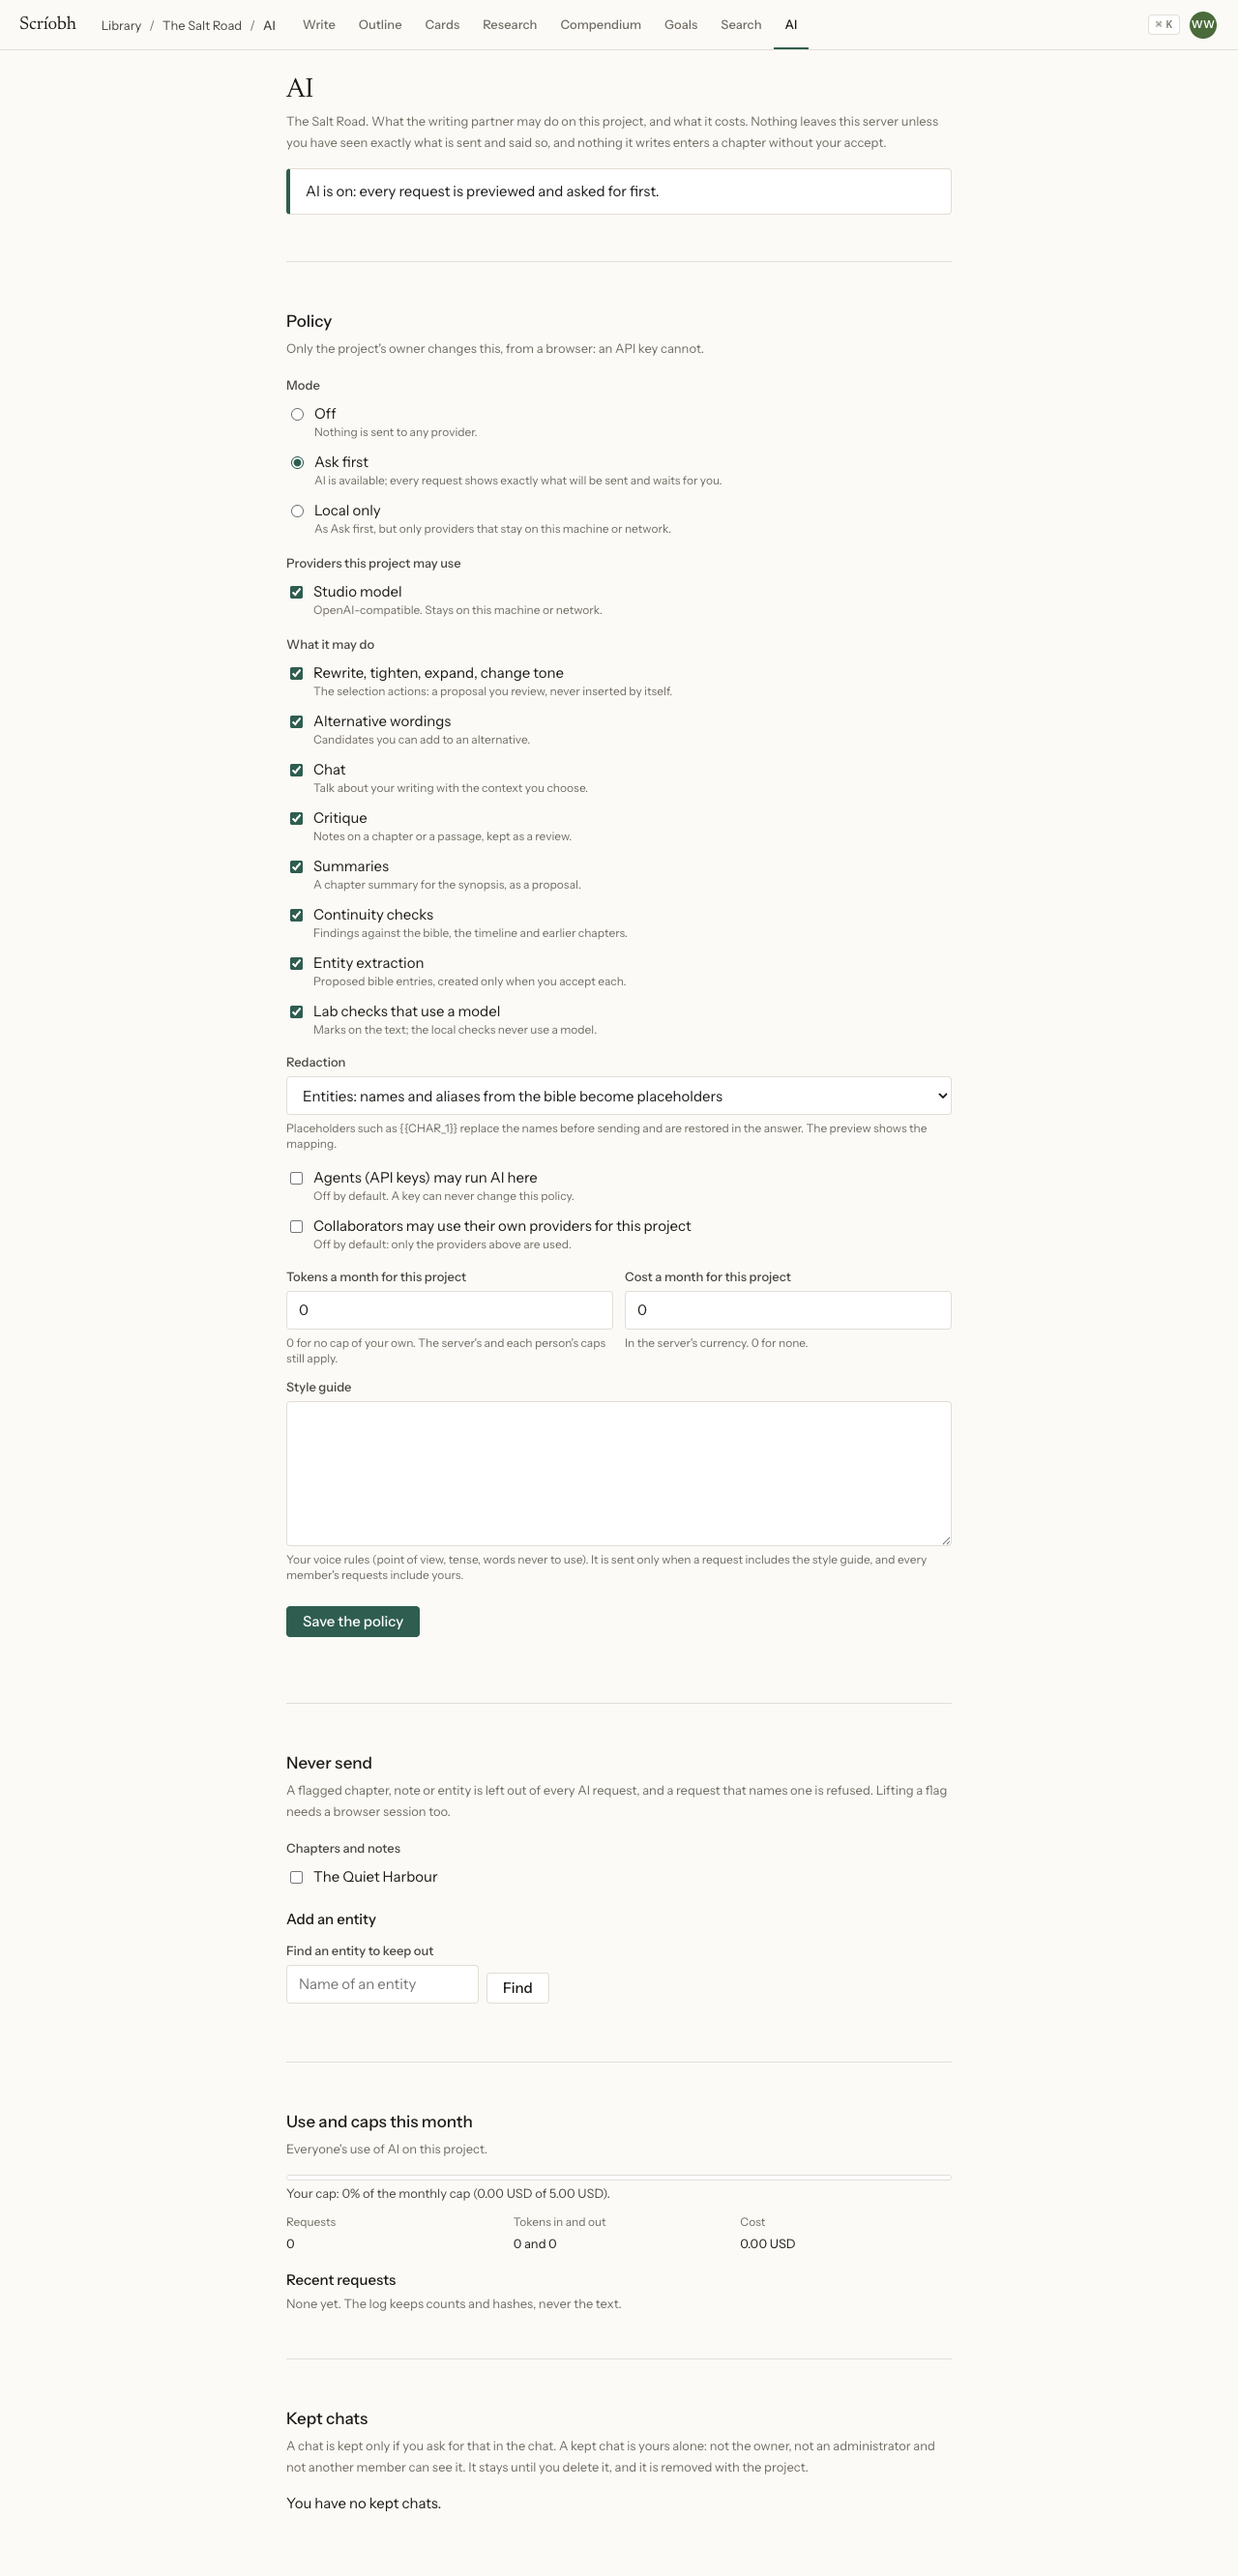 Scríobh
Library / The Salt Road / AI
Write Outline Cards Research Compendium Goals Search AI
⌘ K
WW
AI
The Salt Road. What the writing partner may do on this project, and what it costs. Nothing leaves this server unless
you have seen exactly what is sent and said so, and nothing it writes enters a chapter without your accept.
AI is on: every request is previewed and asked for first.
Policy
Only the project's owner changes this, from a browser: an API key cannot.
Mode
Off
Nothing is sent to any provider.
Ask first
AI is available; every request shows exactly what will be sent and waits for you.
Local only
As Ask first, but only providers that stay on this machine or network.
Providers this project may use
Studio model
OpenAI-compatible. Stays on this machine or network.
What it may do
Rewrite, tighten, expand, change tone
The selection actions: a proposal you review, never inserted by itself.
Alternative wordings
Candidates you can add to an alternative.
Chat
Talk about your writing with the context you choose.
Critique
Notes on a chapter or a passage, kept as a review.
Summaries
A chapter summary for the synopsis, as a proposal.
Continuity checks
Findings against the bible, the timeline and earlier chapters.
Entity extraction
Proposed bible entries, created only when you accept each.
Lab checks that use a model
Marks on the text; the local checks never use a model.
Redaction
Entities: names and aliases from the bible become placeholders
Placeholders such as {{CHAR_1}} replace the names before sending and are restored in the answer. The preview shows the
mapping.
Agents (API keys) may run AI here
Off by default. A key can never change this policy.
Collaborators may use their own providers for this project
Off by default: only the providers above are used.
Tokens a month for this project
0
0 for no cap of your own. The server's and each person's caps
still apply.
Cost a month for this project
0
In the server's currency. 0 for none.
Style guide
Your voice rules (point of view, tense, words never to use). It is sent only when a request includes the style guide, and every
member's requests include yours.
Save the policy
Never send
A flagged chapter, note or entity is left out of every AI request, and a request that names one is refused. Lifting a flag
needs a browser session too.
Chapters and notes
The Quiet Harbour
Add an entity
Find an entity to keep out
Name of an entity
Find
Use and caps this month
Everyone's use of AI on this project.
Your cap: 0% of the monthly cap (0.00 USD of 5.00 USD).
Requests
0
Tokens in and out
0 and 0
Cost
0.00 USD
Recent requests
None yet. The log keeps counts and hashes, never the text.
Kept chats
A chat is kept only if you ask for that in the chat. A kept chat is yours alone: not the owner, not an administrator and
not another member can see it. It stays until you delete it, and it is removed with the project.
You have no kept chats.